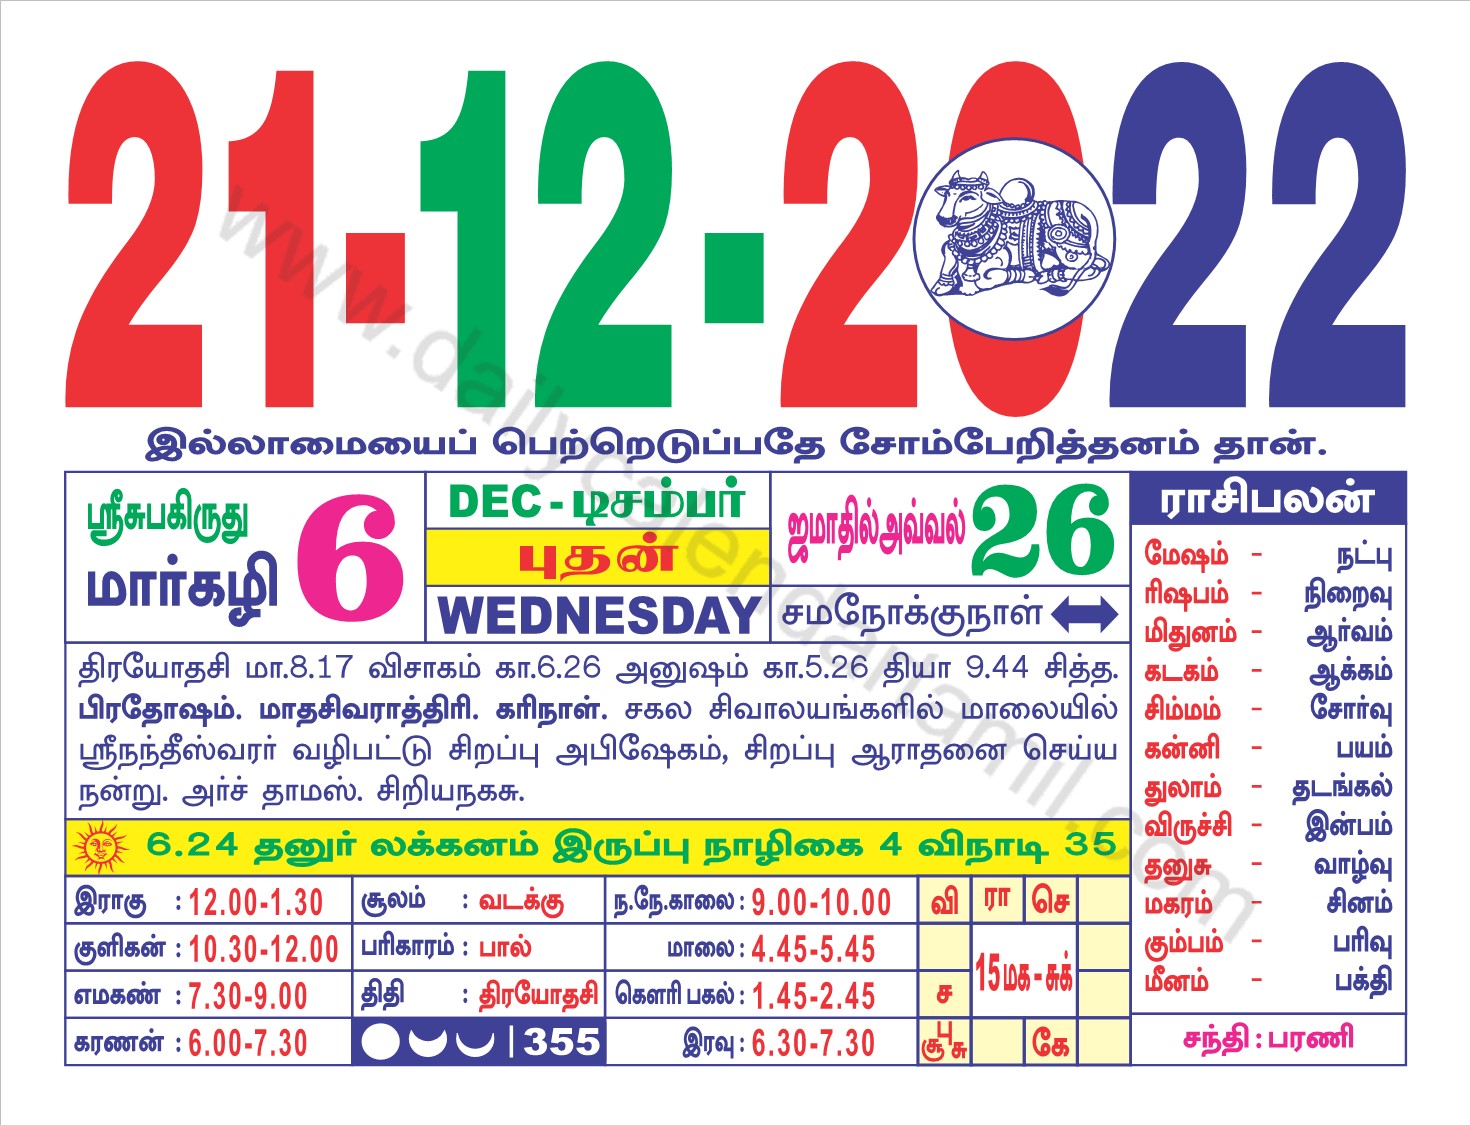 21-12-2022
இல்லாமையைப் பெற்றெடுப்பதே சோம்பேறித்தனம் தான்.
ஸ்ரீசுபகிருது
மார்கழி 6
DEC - டிசம்பர்
புதன்
WEDNESDAY
ஜமாதில்அவ்வல் 26
சமநோக்குநாள்
திரயோதசி மா.8.17 விசாகம் கா.6.26 அனுஷம் கா.5.26 தியா 9.44 சித்த.
பிரதோஷம். மாதசிவராத்திரி. கரிநாள். சகல சிவாலயங்களில் மாலையில்
ஸ்ரீநந்தீஸ்வரர் வழிபட்டு சிறப்பு அபிஷேகம், சிறப்பு ஆராதனை செய்ய
நன்று. அர்ச் தாமஸ். சிறியநகசு.
6.24 தனுர் லக்கனம் இருப்பு நாழிகை 4 விநாடி 35
இராகு : 12.00-1.30
குளிகன் : 10.30-12.00
எமகண் : 7.30-9.00
கரணன் : 6.00-7.30
சூலம் : வடக்கு
பரிகாரம் : பால்
திதி : திரயோதசி
355
ந.நே.காலை : 9.00-10.00
மாலை : 4.45-5.45
கௌரி பகல் : 1.45-2.45
இரவு : 6.30-7.30
வி ரா செ
15 மக - சுக்
ச
சூ பு சு கே
ராசிபலன்
மேஷம் - நட்பு
ரிஷபம் - நிறைவு
மிதுனம் - ஆர்வம்
கடகம் - ஆக்கம்
சிம்மம் - சோர்வு
கன்னி - பயம்
துலாம் - தடங்கல்
விருச்சி - இன்பம்
தனுசு - வாழ்வு
மகரம் - சினம்
கும்பம் - பரிவு
மீனம் - பக்தி
சந்தி : பரணி
www.dailycalendartamil.com